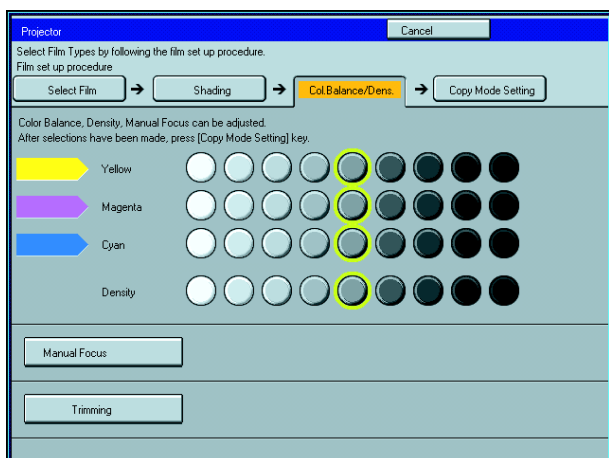 Projector Cancel
Select Film Types by following the film set up procedure.
Film set up procedure
Select Film Shading Col.Balance/Dens. Copy Mode Setting
Color Balance, Density, Manual Focus can be adjusted.
After selections have been made, press [Copy Mode Setting] key.
Yellow
Magenta
Cyan
Density
Manual Focus
Trimming